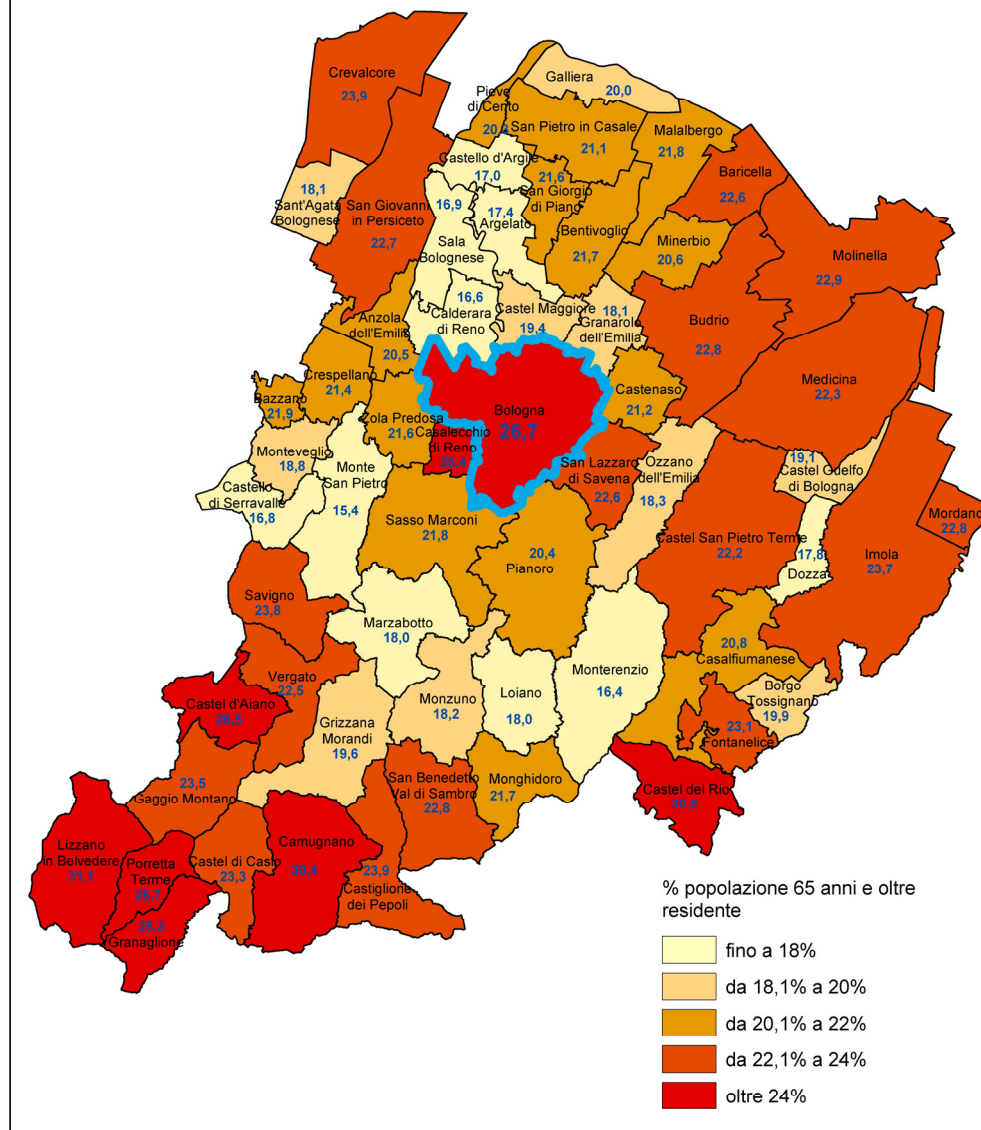 Crevalcore
23,9
Galliera
20,0
Pieve
di Cento
San Pietro in Casale
21,1
Malalbergo
21,8
Castello d'Argile
17,0
21,6
San Giorgio
di Piano
Baricella
22,6
18,1
Sant'Agata
Bolognese
San Giovanni
in Persiceto
22,7
16,9
Sala
Bolognese
17,4
Argelato
Bentivoglio
21,7
Minerbio
20,6
Molinella
22,9
16,6
Calderara
di Reno
Castel Maggiore
19,4
18,1
Granarolo
dell'Emilia
Budrio
22,8
Anzola
dell'Emilia
20,5
Crespellano
21,4
Medicina
22,3
Bazzano
21,9
Zola Predosa
21,6
Casalecchio
di Reno
Bologna
26,7
Castenaso
21,2
Monteveglio
18,8
Monte
San Pietro
15,4
San Lazzaro
di Savena
22,6
Ozzano
dell'Emilia
18,3
19,1
Castel Guelfo
di Bologna
Castello
di Serravalle
16,8
Sasso Marconi
21,8
20,4
Pianoro
Castel San Pietro Terme
22,2
17,8
Dozza
Imola
23,7
Mordano
22,8
Savigno
23,8
Marzabotto
18,0
20,8
Casalfiumanese
Vergato
22,5
Castel d'Aiano
Monzuno
18,2
Loiano
18,0
Monterenzio
16,4
Borgo
Tossignano
19,9
Grizzana
Morandi
19,6
23,1
Fontanelice
23,5
Gaggio Montano
San Benedetto
Val di Sambro
22,8
Monghidoro
21,7
Castel del Rio
Lizzano
in Belvedere
31,1
Porretta
Terme
26,7
Castel di Casio
23,3
Camugnano
30,4
23,9
Castiglione
dei Pepoli
25,3
Granaglione
% popolazione 65 anni e oltre
residente
fino a 18%
da 18,1% a 20%
da 20,1% a 22%
da 22,1% a 24%
oltre 24%